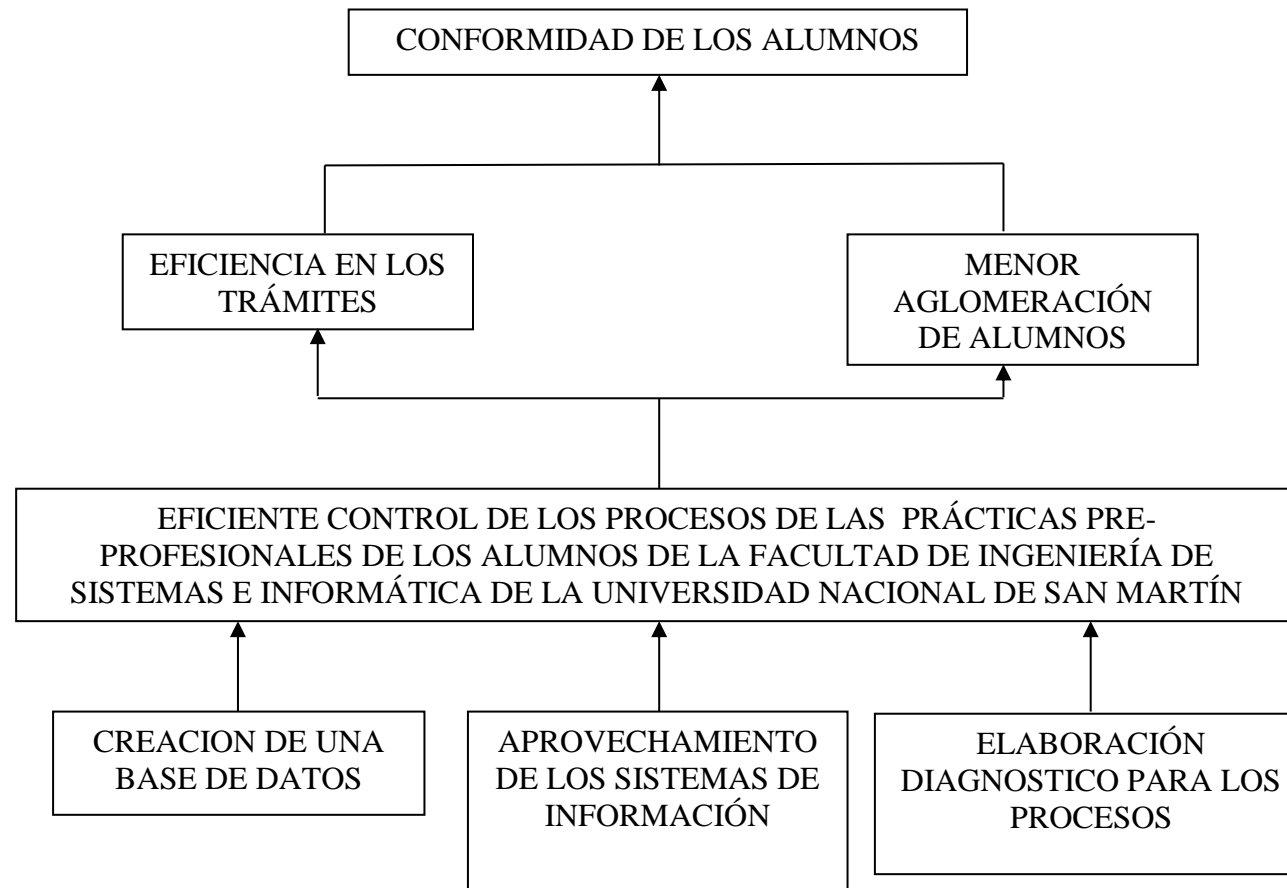 CONFORMIDAD DE LOS ALUMNOS
EFICIENCIA EN LOS
TRÁMITES
MENOR
AGLOMERACIÓN
DE ALUMNOS
EFICIENTE CONTROL DE LOS PROCESOS DE LAS PRÁCTICAS PRE-
PROFESIONALES DE LOS ALUMNOS DE LA FACULTAD DE INGENIERÍA DE
SISTEMAS E INFORMÁTICA DE LA UNIVERSIDAD NACIONAL DE SAN MARTÍN
CREACION DE UNA
BASE DE DATOS
APROVECHAMIENTO
DE LOS SISTEMAS DE
INFORMACIÓN
ELABORACIÓN
DIAGNOSTICO PARA LOS
PROCESOS